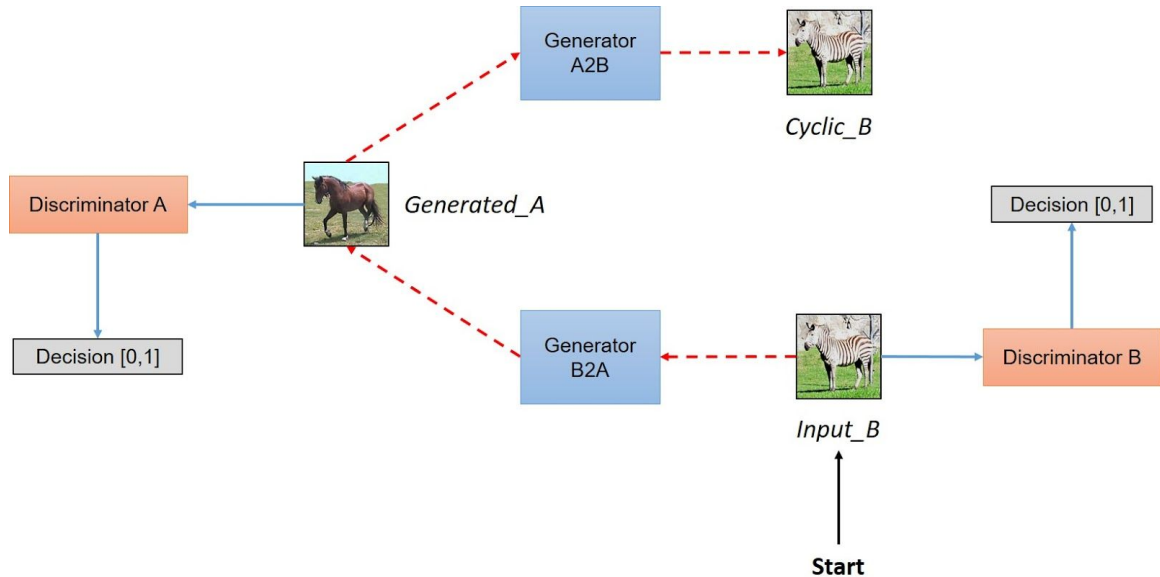 Generator
A2B
Cyclic_B
Discriminator A
Generated_A
Decision [0,1]
Decision [0,1]
Generator
B2A
Discriminator B
Input_B
Start